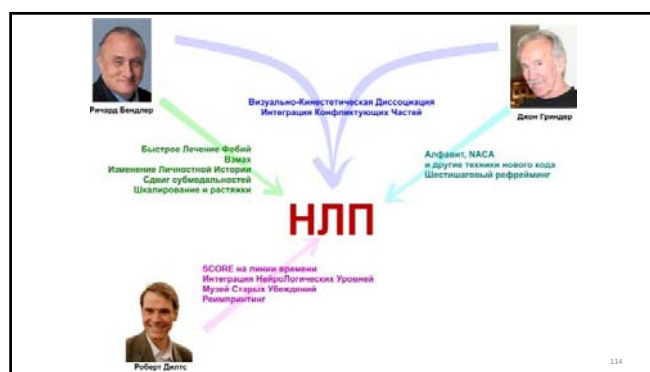 Ричард Бендлер
Джон Гриндер
Визуально-Кинестетическая Диссоциация
Интеграция Конфликтующих Частей
Быстрое Лечение Фобий
Взмах
Изменение Личностной Истории
Сдвиг субмодальностей
Шкалирование и растяжки
Алфавит, NACA
и другие техники нового кода
Шестишаговый рефрейминг
НЛП
SCORE на линии времени
Интеграция НейроЛогических Уровней
Музей Старых Убеждений
Реимпринтинг
Роберт Дилтс
114